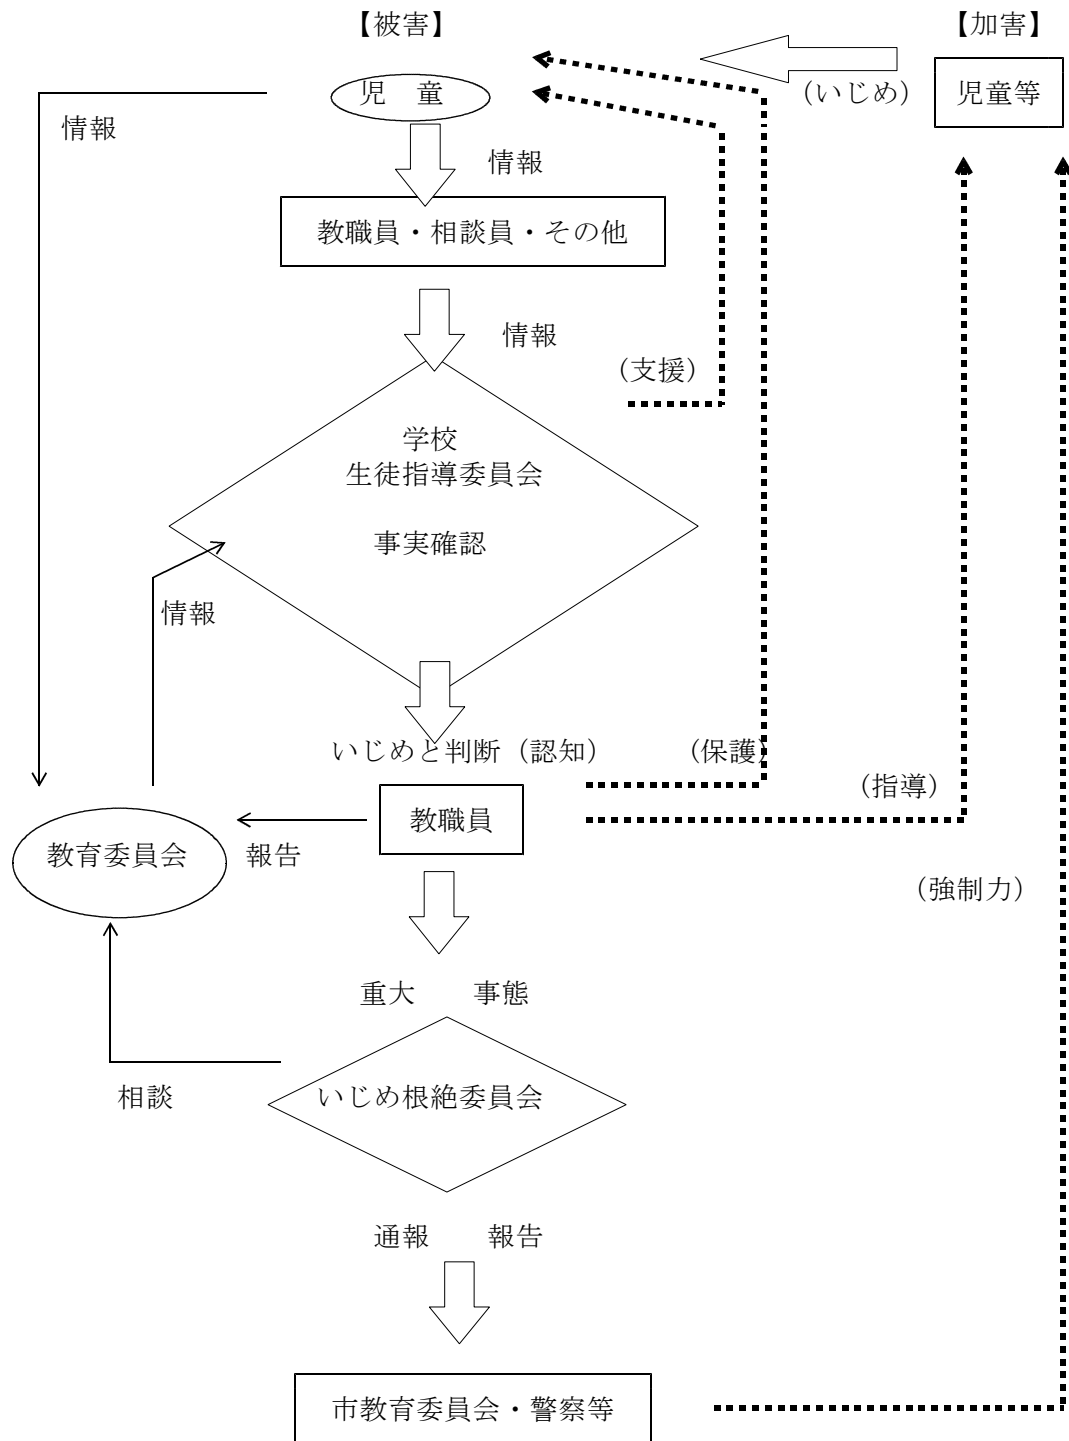 【被害】
【加害】
児　童
(いじめ)
児童等
情報
情報
教職員・相談員・その他
情報
(支援)
学校
生徒指導委員会
事実確認
情報
いじめと判断(認知)
(保護)
(指導)
教職員
教育委員会
報告
(強制力)
重大　　事態
相談
いじめ根絶委員会
通報　　報告
市教育委員会・警察等